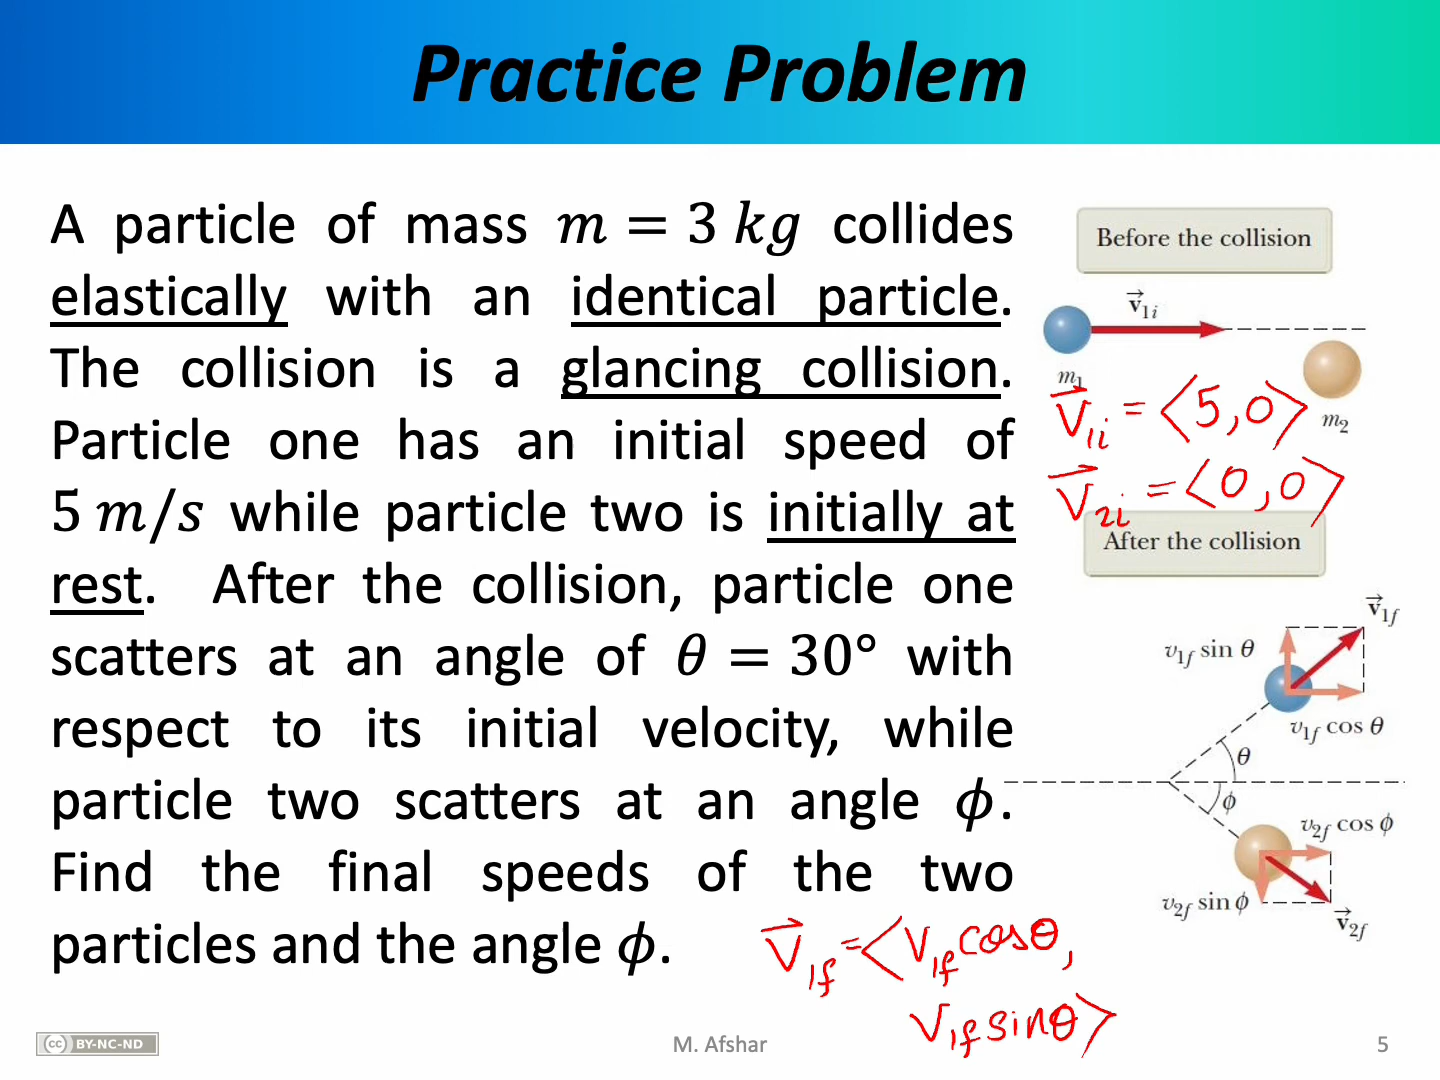 Practice Problem
A particle of mass m = 3 kg collides
elastically with an identical particle.
The collision is a glancing collision.
Particle one has an initial speed of
5 m/s while particle two is initially at
rest. After the collision, particle one
scatters at an angle of θ = 30° with
respect to its initial velocity, while
particle two scatters at an angle ϕ.
Find the final speeds of the two
particles and the angle ϕ.
Before the collision
v⃗1i
m1
m2
V⃗1i = <5,0>
V⃗2i = <0,0>
After the collision
v⃗1f
v1f sin θ
v1f cos θ
θ
ϕ
v2f cos ϕ
v2f sin ϕ
v⃗2f
V⃗1f = <V1f cosθ,
V1f sinθ>
cc BY-NC-ND
M. Afshar
5